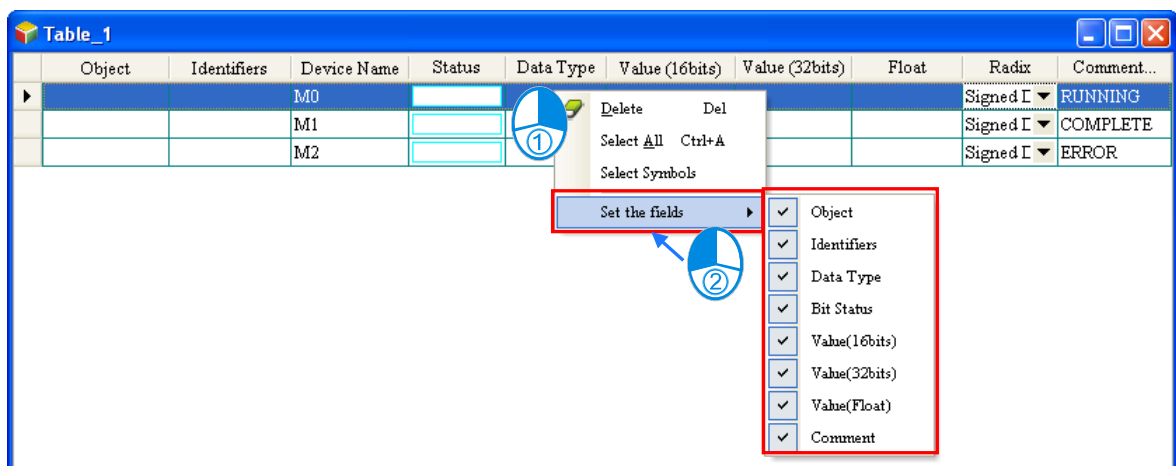 Table_1
Object Identifiers Device Name Status Data Type Value (16bits) Value (32bits) Float Radix Comment...
M0 Signed D RUNNING
M1 Signed D COMPLETE
M2 Signed D ERROR
①
Delete Del
Select All Ctrl+A
Select Symbols
Set the fields
②
Object
Identifiers
Data Type
Bit Status
Value(16bits)
Value(32bits)
Value(Float)
Comment